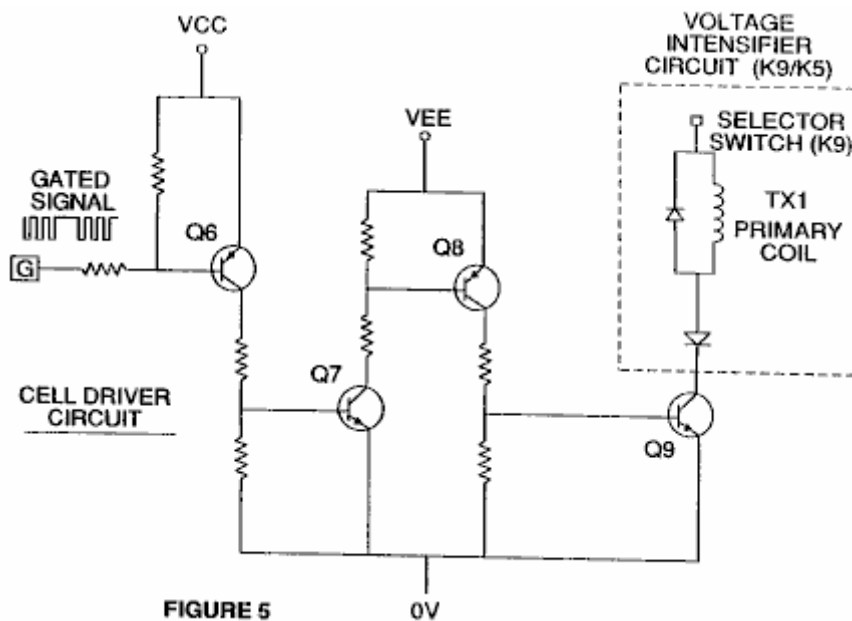 VCC
VOLTAGE
INTENSIFIER
CIRCUIT (K9/K5)
VEE
SELECTOR
SWITCH (K9)
GATED
SIGNAL
TX1
PRIMARY
COIL
Q6
Q8
G
Q7
CELL DRIVER
CIRCUIT
Q9
FIGURE 5
0V